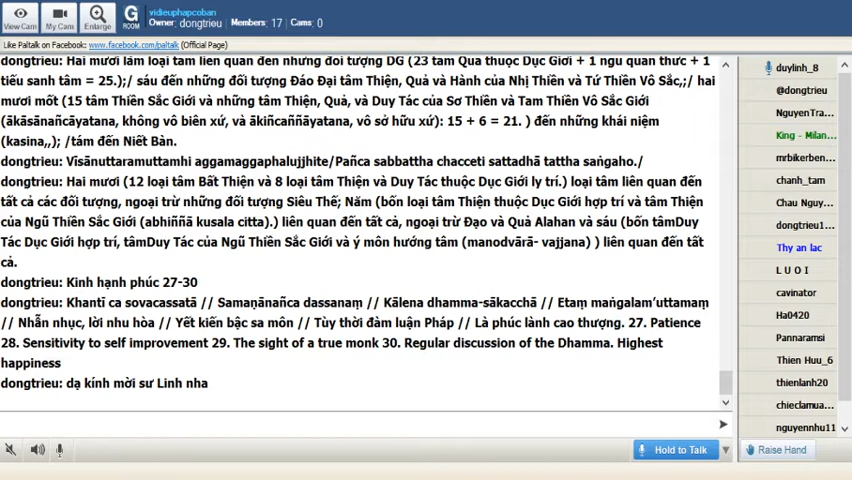 vidieuphapcoban
Owner: dongtrieu Members: 17 Cams: 0
View Cam
My Cam
Enlarge
G
ROOM
Like Paltalk on Facebook: www.facebook.com/paltalk (Official Page)
dongtrieu: Hai mươi lăm loại tâm liên quan đến những đối tượng DG (23 tâm Quả thuộc Dục Giới + 1 ngũ quán thức + 1
tiếu sanh tâm = 25.);/ sáu đến những đối tượng Đáo Đại tâm Thiện, Quả và Hành của Nhị Thiền và Tứ Thiền Vô Sắc,;/ hai
mươi mốt (15 tâm Thiền Sắc Giới và những tâm Thiện, Quả, và Duy Tác của Sơ Thiền và Tam Thiền Vô Sắc Giới
(ākāsānañcāyatana, không vô biên xứ, và ākiñcaññāyatana, vô sở hữu xứ): 15 + 6 = 21. ) đến những khái niệm
(kasina,,); /tám đến Niết Bàn.
dongtrieu: Vīsānuttaramuttamhi aggamaggaphalujjhite/Pañca sabbattha chacceti sattadhā tattha saṅgaho./
dongtrieu: Hai mươi (12 loại tâm Bất Thiện và 8 loại tâm Thiện và Duy Tác thuộc Dục Giới ly trí.) loại tâm liên quan đến
tất cả các đối tượng, ngoại trừ những đối tượng Siêu Thế; Năm (bốn loại tâm Thiện thuộc Dục Giới hợp trí và tâm Thiện
của Ngũ Thiền Sắc Giới (abhiññā kusala citta).) liên quan đến tất cả, ngoại trừ Đạo và Quả Alahan và sáu (bốn tâmDuy
Tác Dục Giới hợp trí, tâmDuy Tác của Ngũ Thiền Sắc Giới và ý môn hướng tâm (manodvārā- vajjana) ) liên quan đến tất
cả.
dongtrieu: Kinh hạnh phúc 27-30
dongtrieu: Khantī ca sovacassatā // Samaṇānañca dassanaṃ // Kālena dhamma-sākacchā // Etaṃ maṅgalam'uttamaṃ
// Nhẫn nhục, lời nhu hòa // Yết kiến bậc sa môn // Tùy thời đàm luận Pháp // Là phúc lành cao thượng. 27. Patience
28. Sensitivity to self improvement 29. The sight of a true monk 30. Regular discussion of the Dhamma. Highest
happiness
dongtrieu: dạ kính mời sư Linh nha
duylinh_8
@dongtrieu
NguyenTra...
King - Milan...
mrbikerben...
chanh_tam
Chau Nguy...
dongtrieu1...
Thy an lac
L U O I
cavinator
Ha0420
Pannaramsi
Thien Huu_6
thienlanh20
chieclamua...
nguyennhu11
Hold to Talk
Raise Hand